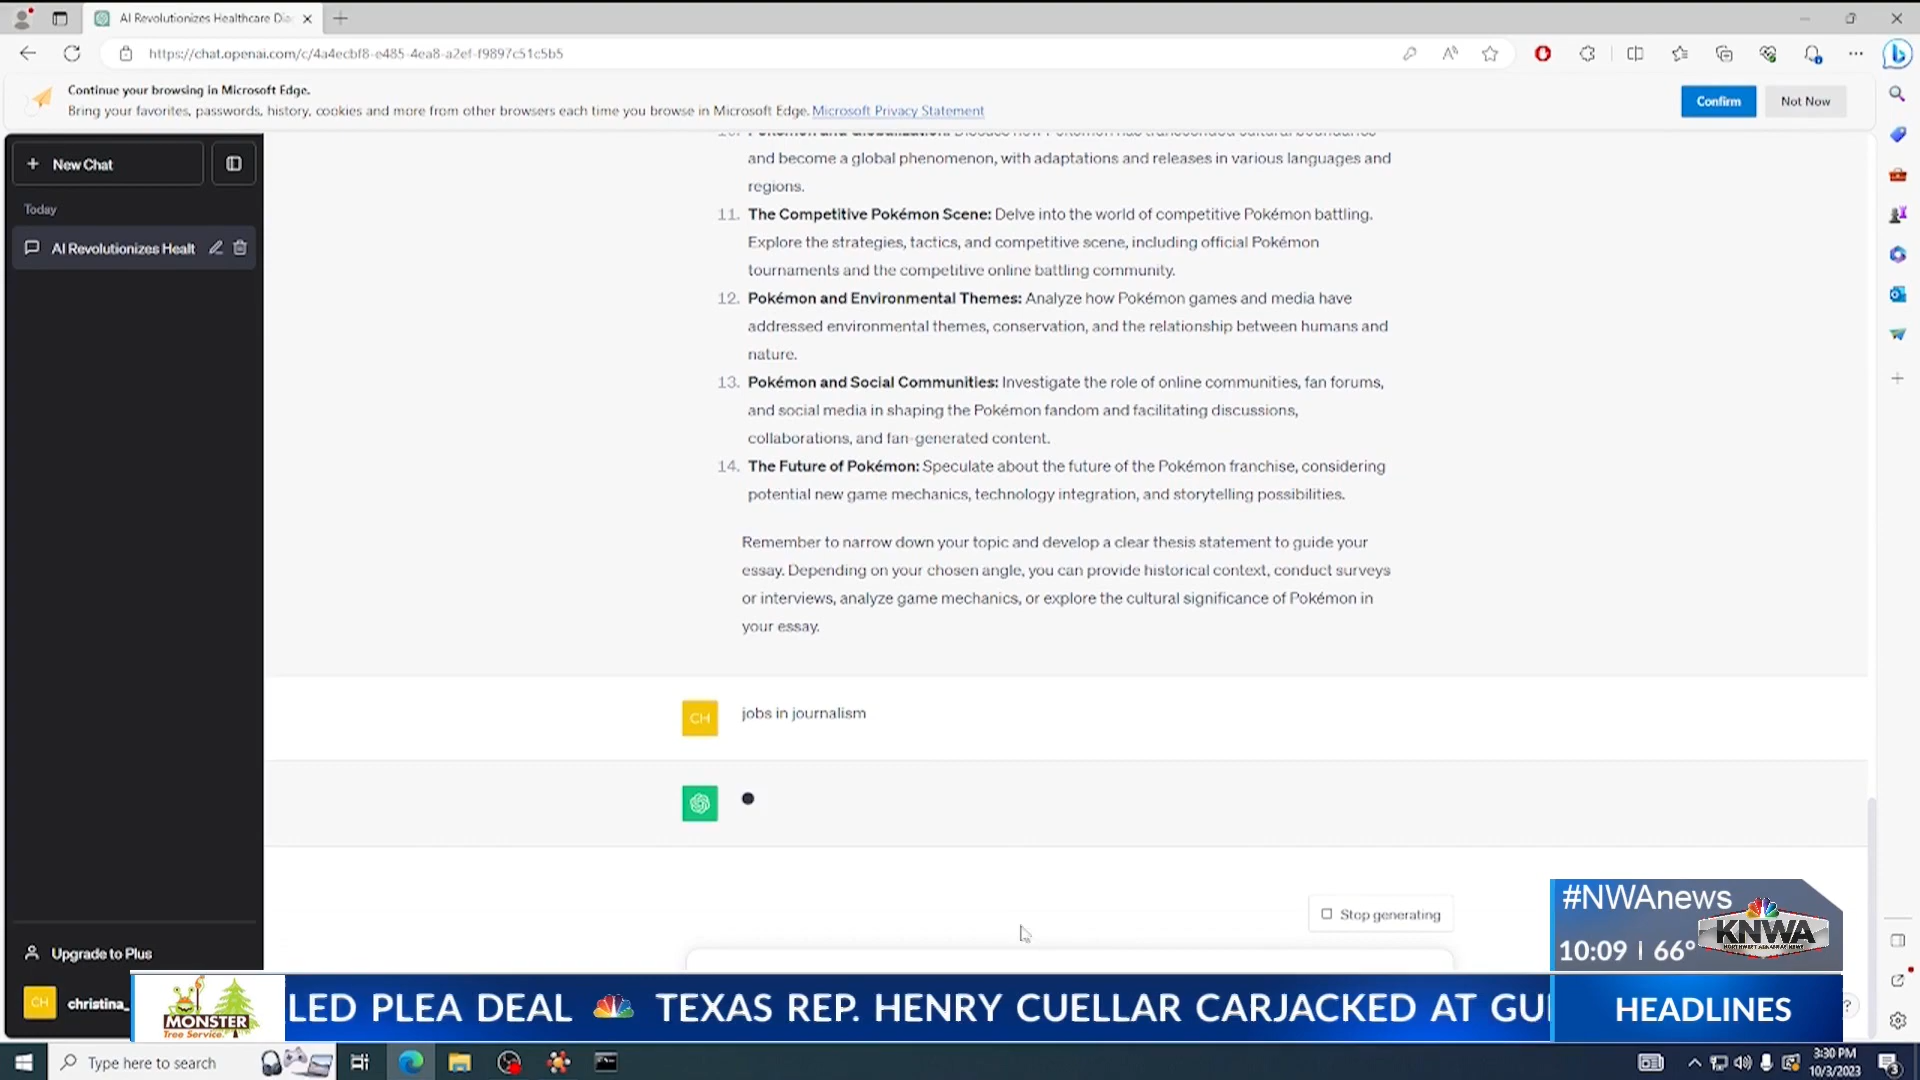 AI Revolutionizes Healthcare Dia
https://chat.openai.com/c/4a4ecbf8-e485-4ea8-a2ef-f9897c51c5b5
Continue your browsing in Microsoft Edge.
Bring your favorites, passwords, history, cookies and more from other browsers each time you browse in Microsoft Edge. Microsoft Privacy Statement
Confirm
Not Now
New Chat
Today
AI Revolutionizes Healt
and become a global phenomenon, with adaptations and releases in various languages and
regions.
11. The Competitive Pokémon Scene: Delve into the world of competitive Pokémon battling.
Explore the strategies, tactics, and competitive scene, including official Pokémon
tournaments and the competitive online battling community.
12. Pokémon and Environmental Themes: Analyze how Pokémon games and media have
addressed environmental themes, conservation, and the relationship between humans and
nature.
13. Pokémon and Social Communities: Investigate the role of online communities, fan forums,
and social media in shaping the Pokémon fandom and facilitating discussions,
collaborations, and fan-generated content.
14. The Future of Pokémon: Speculate about the future of the Pokémon franchise, considering
potential new game mechanics, technology integration, and storytelling possibilities.
Remember to narrow down your topic and develop a clear thesis statement to guide your
essay. Depending on your chosen angle, you can provide historical context, conduct surveys
or interviews, analyze game mechanics, or explore the cultural significance of Pokémon in
your essay.
CH
jobs in journalism
Stop generating
#NWAnews
KNWA
NORTHWEST ARKANSAS NEWS
10:09 | 66°
Upgrade to Plus
CH
christina_
MONSTER
Tree Service
LED PLEA DEAL TEXAS REP. HENRY CUELLAR CARJACKED AT GU
HEADLINES
Type here to search
3:30 PM
10/3/2023
3